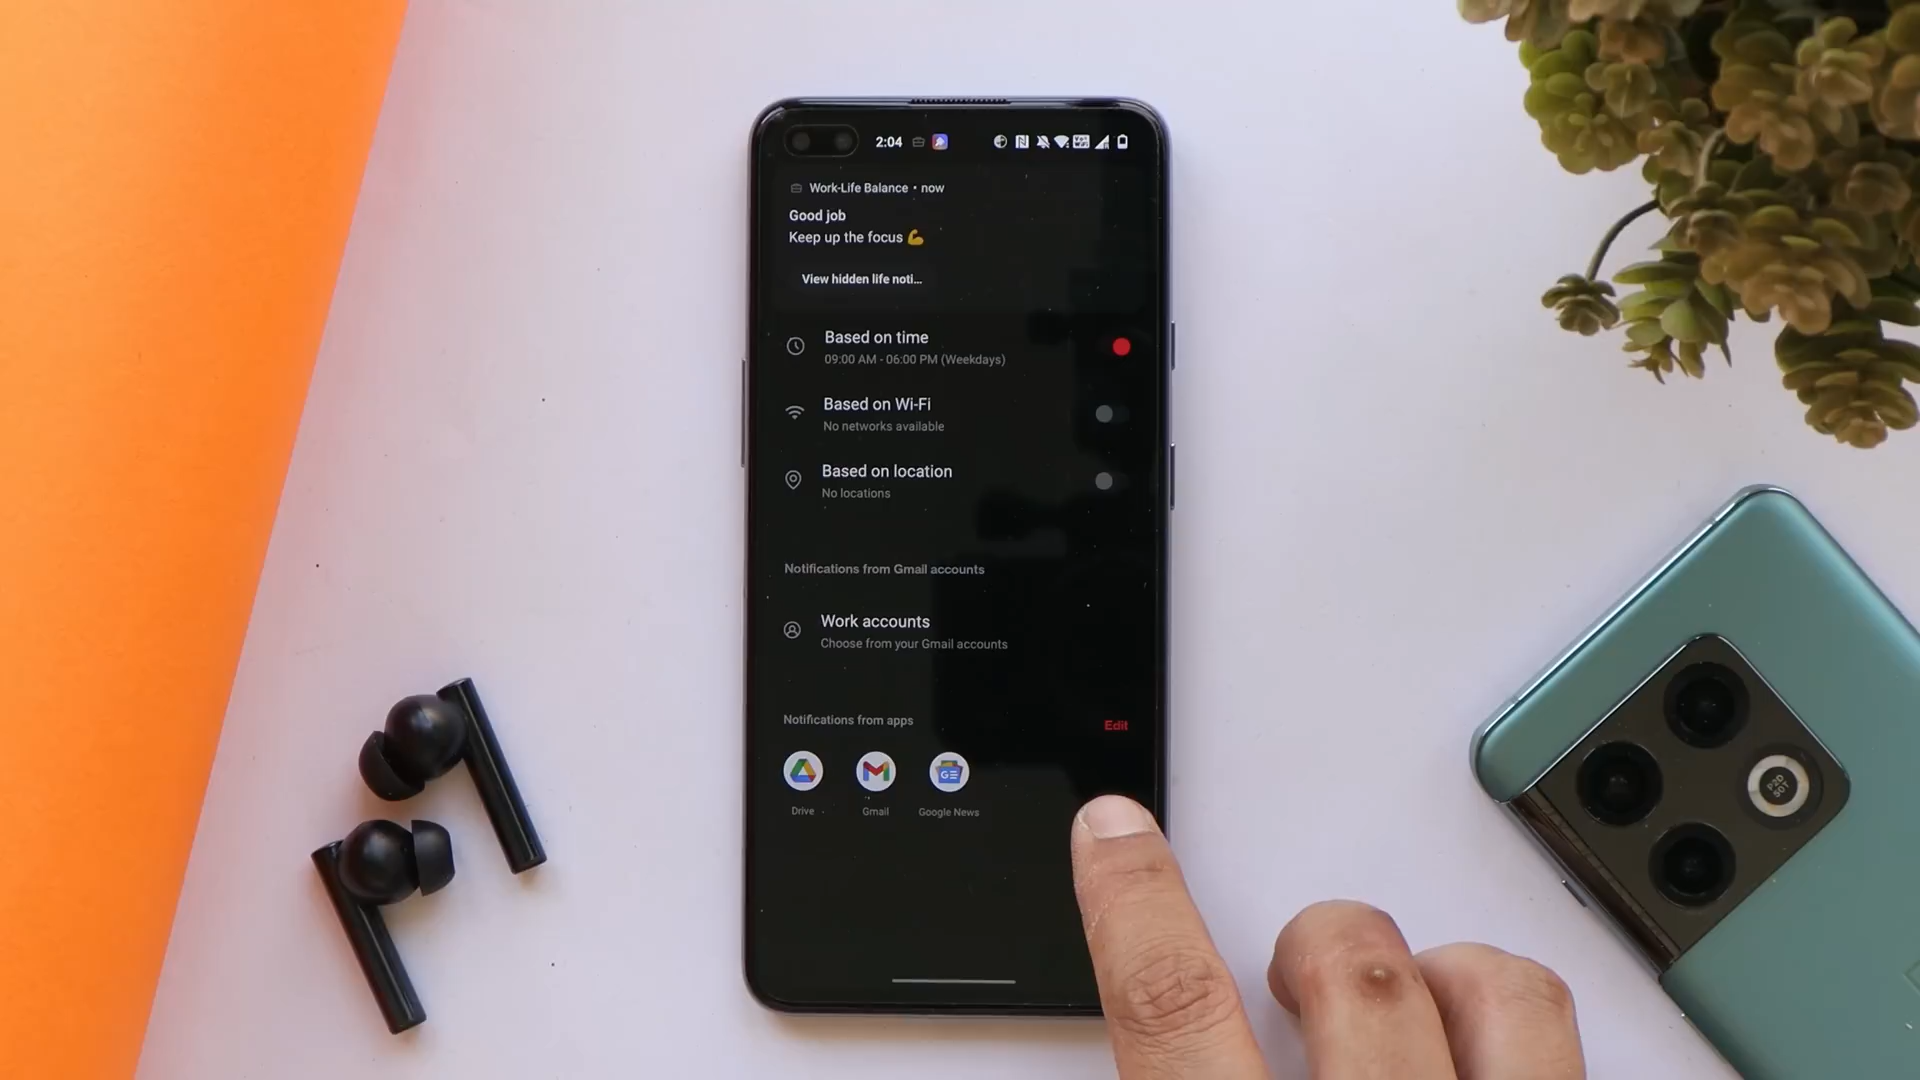 2:04
Work-Life Balance • now
Good job
Keep up the focus 💪
View hidden life noti...
Based on time
09:00 AM - 06:00 PM (Weekdays)
Based on Wi-Fi
No networks available
Based on location
No locations
Notifications from Gmail accounts
Work accounts
Choose from your Gmail accounts
Notifications from apps
Edit
Drive
Gmail
Google News
P2D
50T